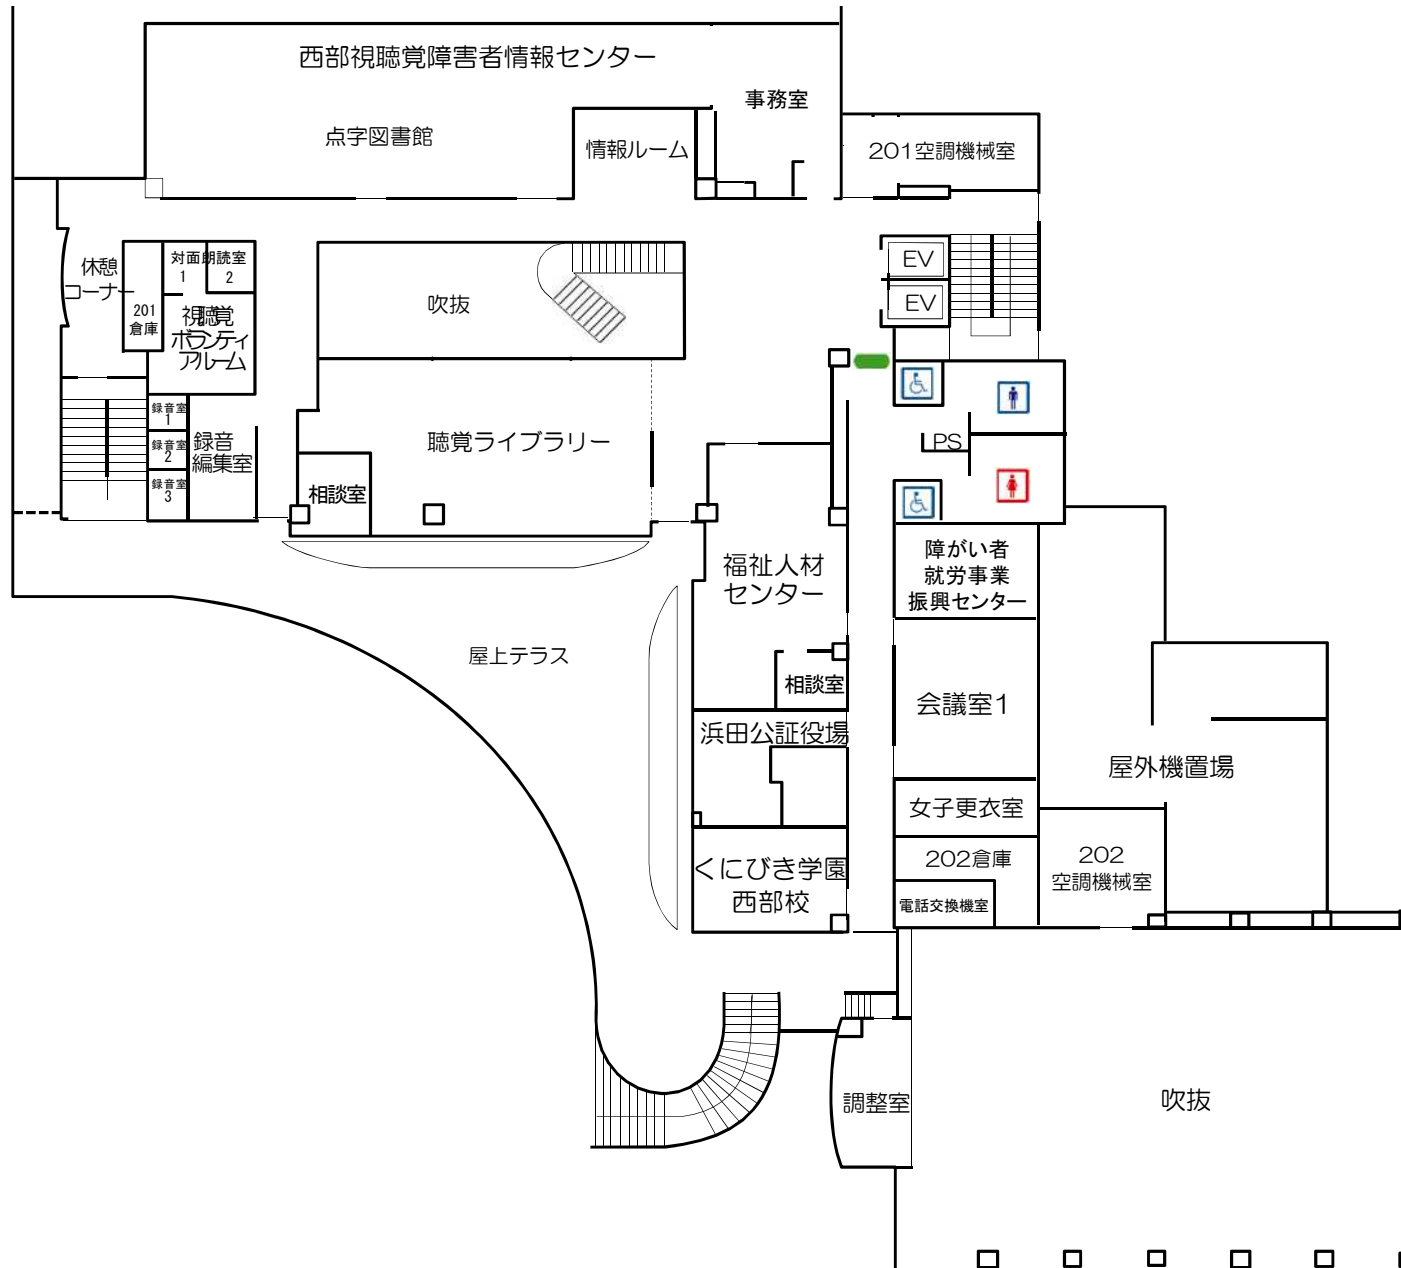 西部視聴覚障害者情報センター
事務室
点字図書館
情報ルーム
201空調機械室
休憩
コーナー
対面朗読室
1
2
201
倉庫
視聴覚
ボランティ
アルーム
吹抜
EV
EV
録音室
1
録音室
2
録音室
3
録音
編集室
聴覚ライブラリー
相談室
LPS
福祉人材
センター
障がい者
就労事業
振興センター
屋上テラス
相談室
会議室1
浜田公証役場
屋外機置場
女子更衣室
くにびき学園
西部校
202倉庫
202
空調機械室
電話交換機室
調整室
吹抜